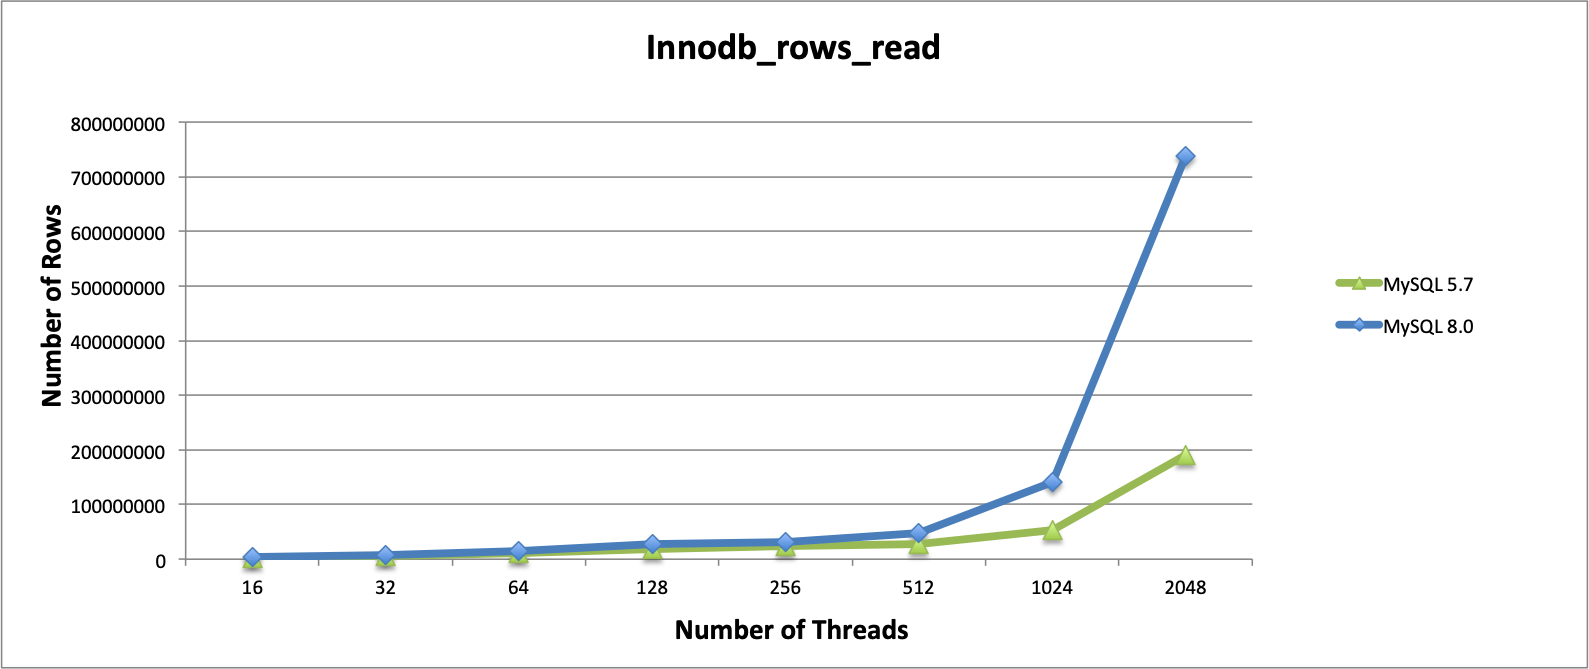 Innodb_rows_read
800000000
700000000
600000000
500000000
400000000
300000000
200000000
100000000
0
Number of Rows
16 32 64 128 256 512 1024 2048
Number of Threads
MySQL 5.7
MySQL 8.0